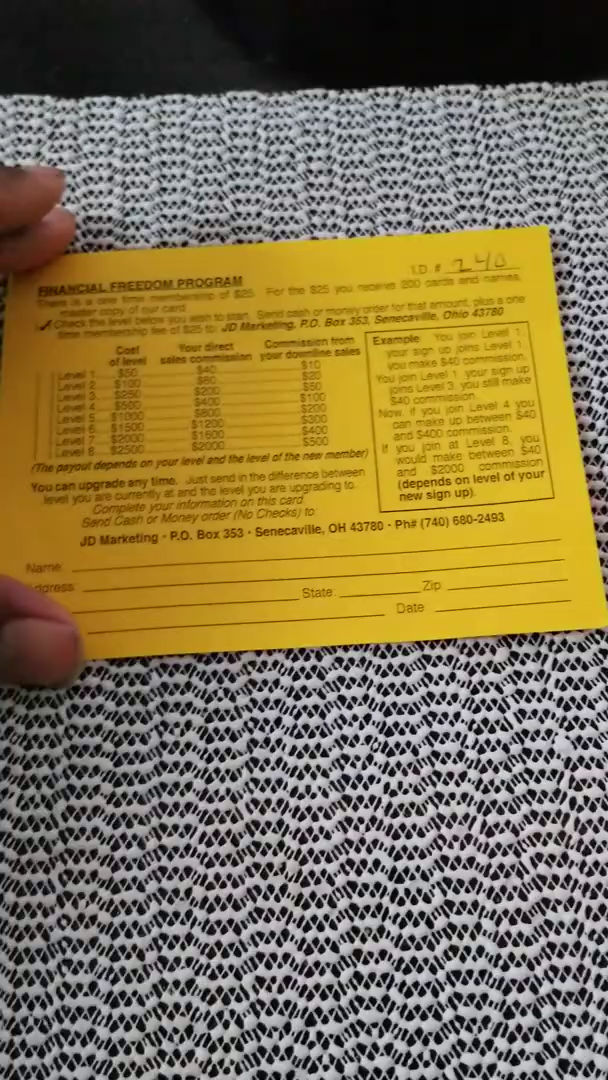 I.D. # 240
FINANCIAL FREEDOM PROGRAM
There is a one time membership of $25. For the $25 you receive 200 cards and names,
master copy of our card.
✓ Check the level below you wish to start. Send cash or money order for that amount, plus a one
time membership fee of $25 to: JD Marketing, P.O. Box 353, Senecaville, Ohio 43780
Cost of level Your direct sales commission Commission from your downline sales
Level 1 $50 $40 $10
Level 2 $100 $80 $20
Level 3 $250 $200 $50
Level 4 $500 $400 $100
Level 5 $1000 $800 $200
Level 6 $1500 $1200 $300
Level 7 $2000 $1600 $400
Level 8 $2500 $2000 $500
(The payout depends on your level and the level of the new member)
Example You join Level 1,
your sign up joins Level 1,
you make $40 commission.
You join Level 1 your sign up
joins Level 3, you still make
$40 commission.
Now, if you join Level 4 you
can make up between $40
and $400 commission.
If you join at Level 8, you
would make between $40
and $2000 commission
(depends on level of your
new sign up).
You can upgrade any time. Just send in the difference between
level you are currently at and the level you are upgrading to.
Complete your information on this card.
Send Cash or Money order (No Checks) to:
JD Marketing • P.O. Box 353 • Senecaville, OH 43780 • Ph# (740) 680-2493
Name:
ddress:
State: Zip:
Date: